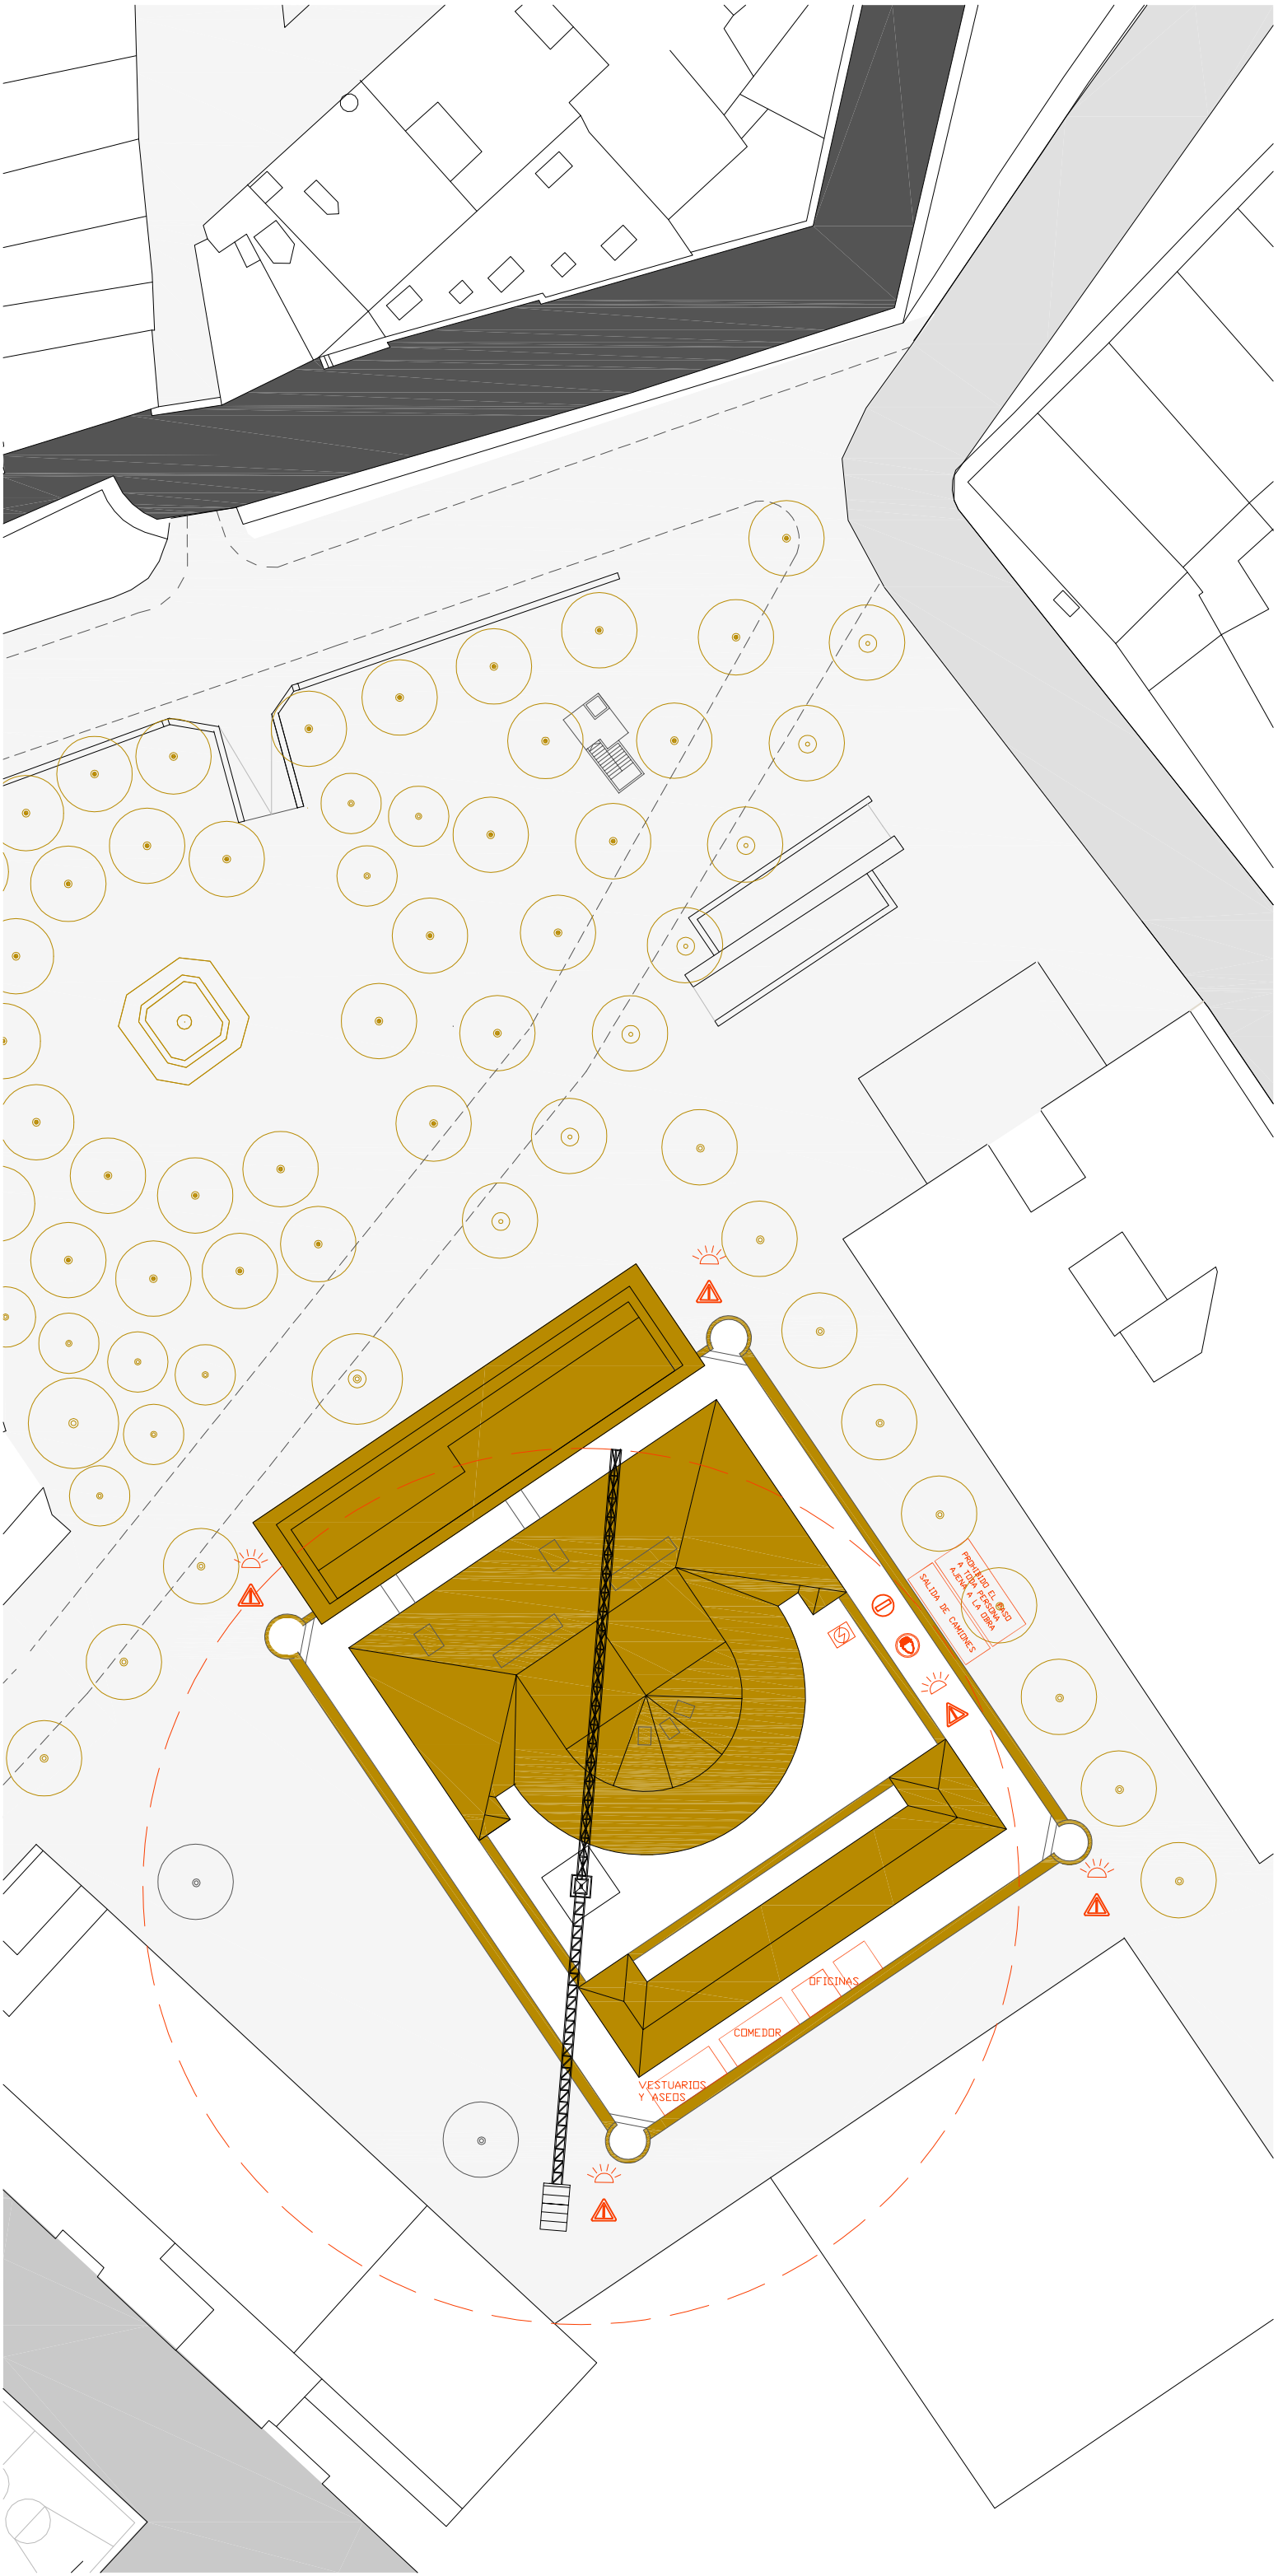 PROHIBIDO EL PASO
A TODA PERSONA
AJENA A LA OBRA
SALIDA DE CAMIONES
OFICINAS
COMEDOR
VESTUARIOS
Y ASEOS